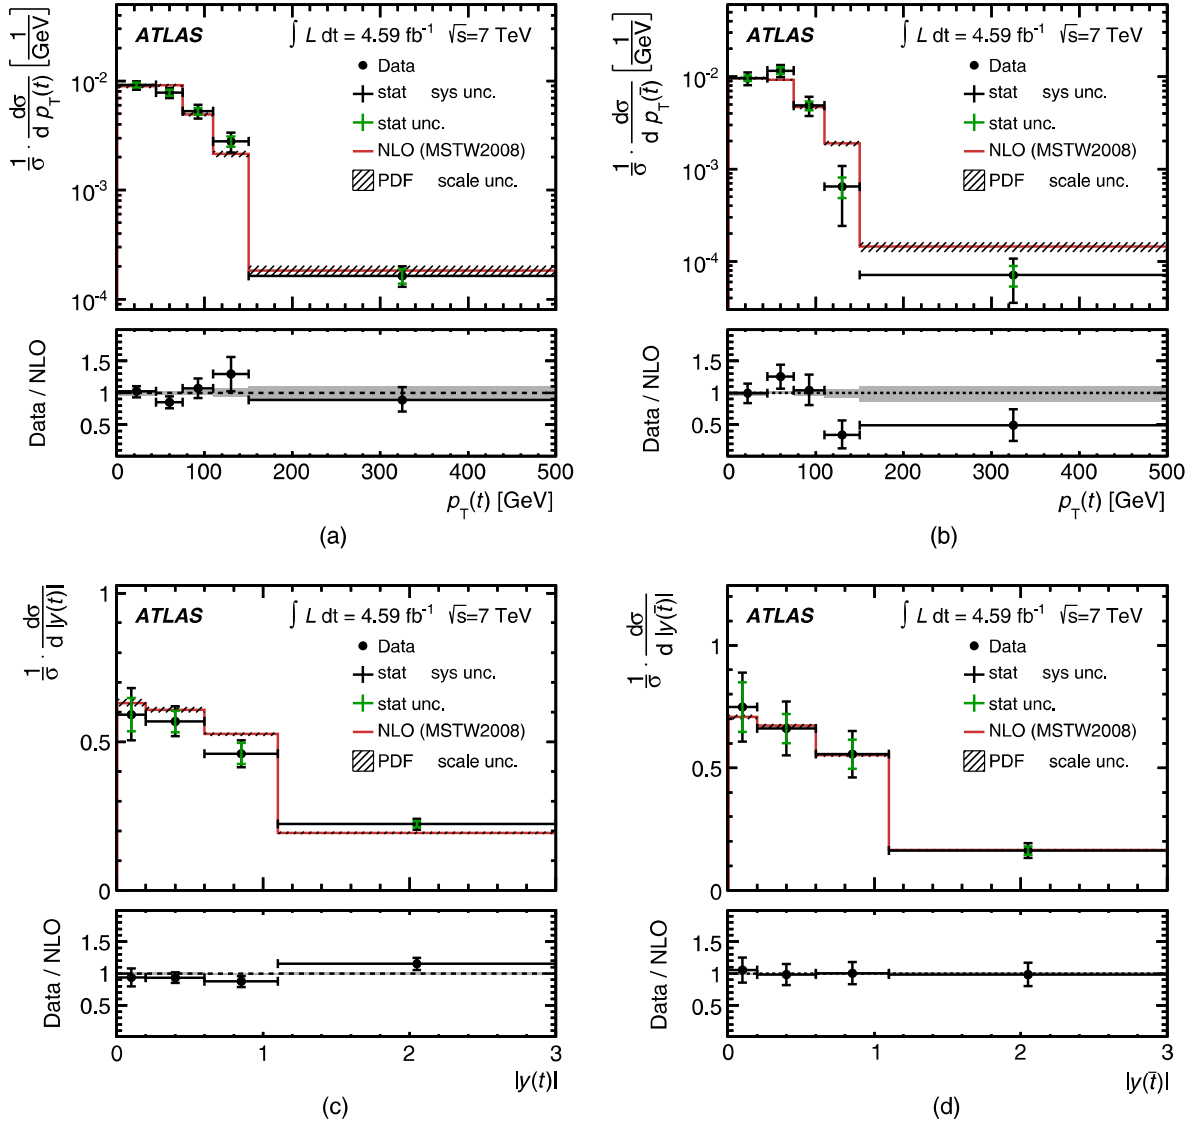 ATLAS ∫ L dt = 4.59 fb⁻¹ √s=7 TeV
1/σ · dσ/d p_T(t) [1/GeV]
Data
stat sys unc.
stat unc.
NLO (MSTW2008)
PDF scale unc.
10⁻²
10⁻³
10⁻⁴
Data / NLO
1.5
1
0.5
0 100 200 300 400 500
p_T(t) [GeV]
(a)
ATLAS ∫ L dt = 4.59 fb⁻¹ √s=7 TeV
1/σ · dσ/d p_T(t̄) [1/GeV]
Data
stat sys unc.
stat unc.
NLO (MSTW2008)
PDF scale unc.
10⁻²
10⁻³
10⁻⁴
Data / NLO
1.5
1
0.5
0 100 200 300 400 500
p_T(t) [GeV]
(b)
ATLAS ∫ L dt = 4.59 fb⁻¹ √s=7 TeV
1/σ · dσ/d |y(t)|
Data
stat sys unc.
stat unc.
NLO (MSTW2008)
PDF scale unc.
1
0.5
0
Data / NLO
1.5
1
0.5
0 1 2 3
|y(t)|
(c)
ATLAS ∫ L dt = 4.59 fb⁻¹ √s=7 TeV
1/σ · dσ/d |y(t̄)|
Data
stat sys unc.
stat unc.
NLO (MSTW2008)
PDF scale unc.
1
0.5
0
Data / NLO
1.5
1
0.5
0 1 2 3
|y(t̄)|
(d)